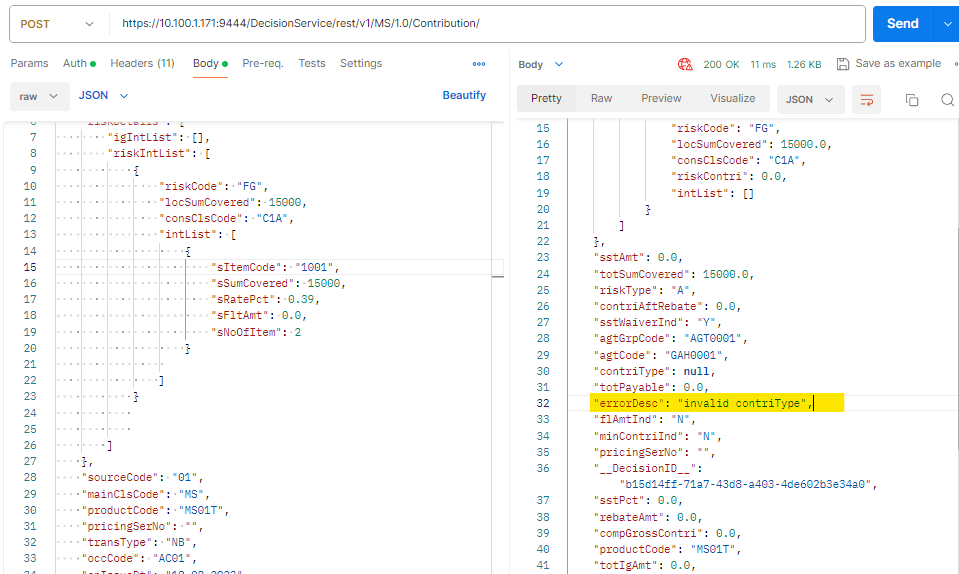 POST
https://10.100.1.171:9444/DecisionService/rest/v1/MS/1.0/Contribution/
Send
Params Auth Headers (11) Body Pre-req. Tests Settings
raw JSON Beautify
7 "igIntList": [],
8 "riskIntList": [
9 {
10 "riskCode": "FG",
11 "locSumCovered": 15000,
12 "consClsCode": "C1A",
13 "intList": [
14 {
15 "sItemCode": "1001",
16 "sSumCovered": 15000,
17 "sRatePct": 0.39,
18 "sFltAmt": 0.0,
19 "sNoOfItem": 2
20 }
21
22 ]
23 }
24
25
26 ]
27 },
28 "sourceCode": "01",
29 "mainClsCode": "MS",
30 "productCode": "MS01T",
31 "pricingSerNo": "",
32 "transType": "NB",
33 "occCode": "AC01",
Body 200 OK 11 ms 1.26 KB Save as example
Pretty Raw Preview Visualize JSON
15 "riskCode": "FG",
16 "locSumCovered": 15000.0,
17 "consClsCode": "C1A",
18 "riskContri": 0.0,
19 "intList": []
20 }
21 ]
22 },
23 "sstAmt": 0.0,
24 "totSumCovered": 15000.0,
25 "riskType": "A",
26 "contriAftRebate": 0.0,
27 "sstWaiverInd": "Y",
28 "agtGrpCode": "AGT0001",
29 "agtCode": "GAH0001",
30 "contriType": null,
31 "totPayable": 0.0,
32 "errorDesc": "invalid contriType",
33 "flAmtInd": "N",
34 "minContriInd": "N",
35 "pricingSerNo": "",
36 "__DecisionID__":
"b15d14ff-71a7-43d8-a403-4de602b3e34a0",
37 "sstPct": 0.0,
38 "rebateAmt": 0.0,
39 "compGrossContri": 0.0,
40 "productCode": "MS01T",
41 "totIgAmt": 0.0,